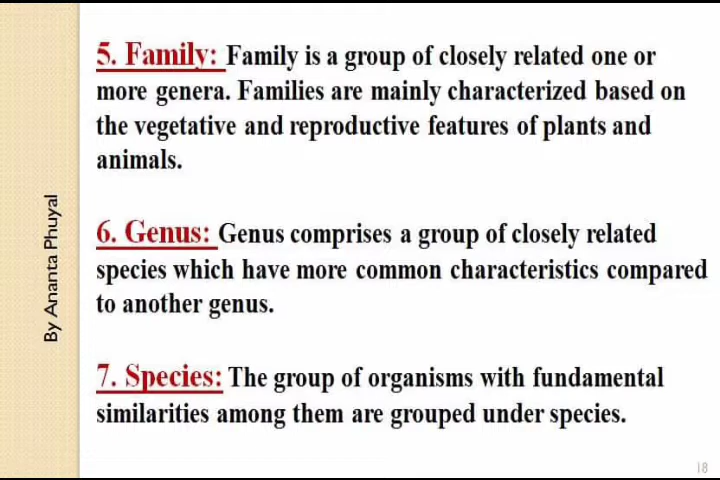 5. Family: Family is a group of closely related one or
more genera. Families are mainly characterized based on
the vegetative and reproductive features of plants and
animals.
6. Genus: Genus comprises a group of closely related
species which have more common characteristics compared
to another genus.
7. Species: The group of organisms with fundamental
similarities among them are grouped under species.
By Ananta Phuyal
18